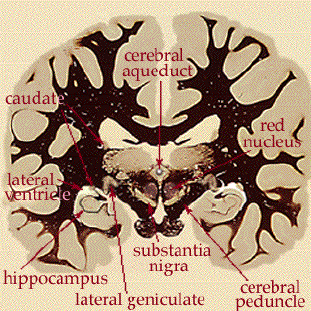 cerebral
aqueduct
caudate
red
nucleus
lateral
ventricle
substantia
nigra
hippocampus
lateral geniculate
cerebral
peduncle